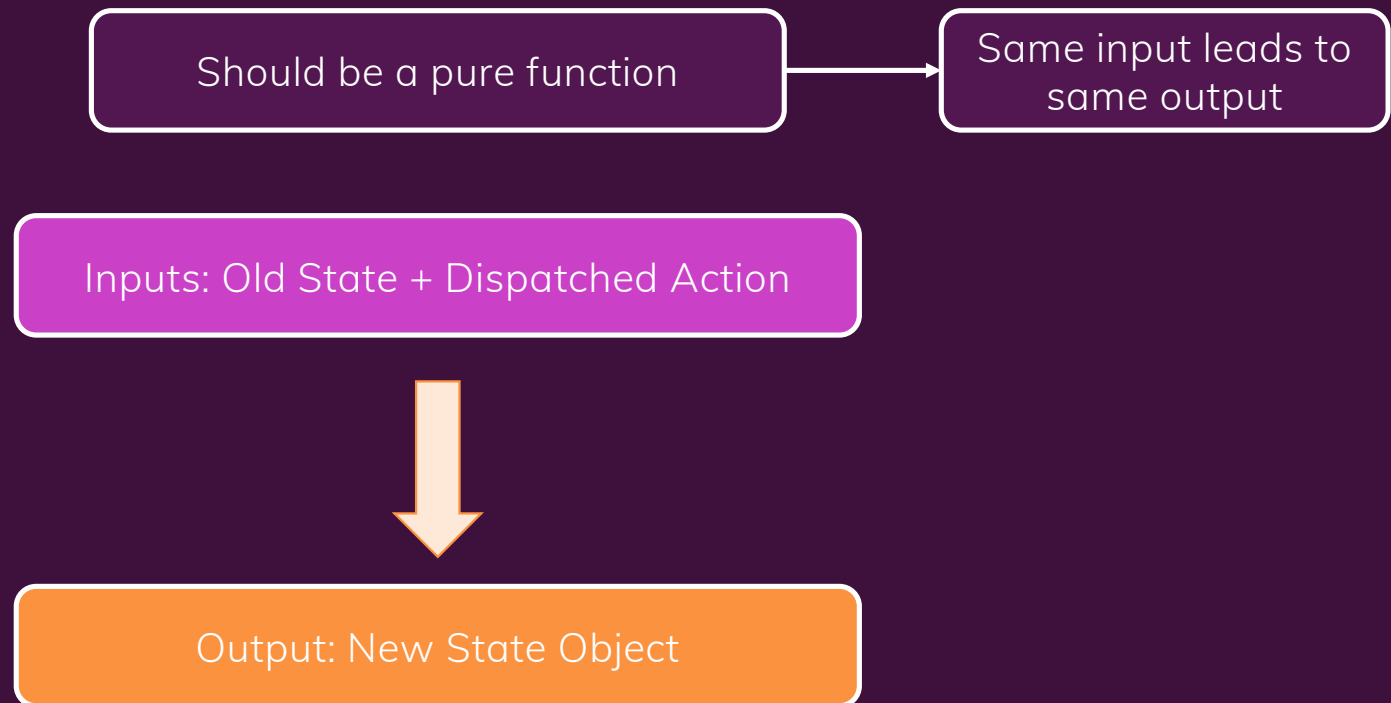 Should be a pure function
Same input leads to
same output
Inputs: Old State + Dispatched Action
Output: New State Object